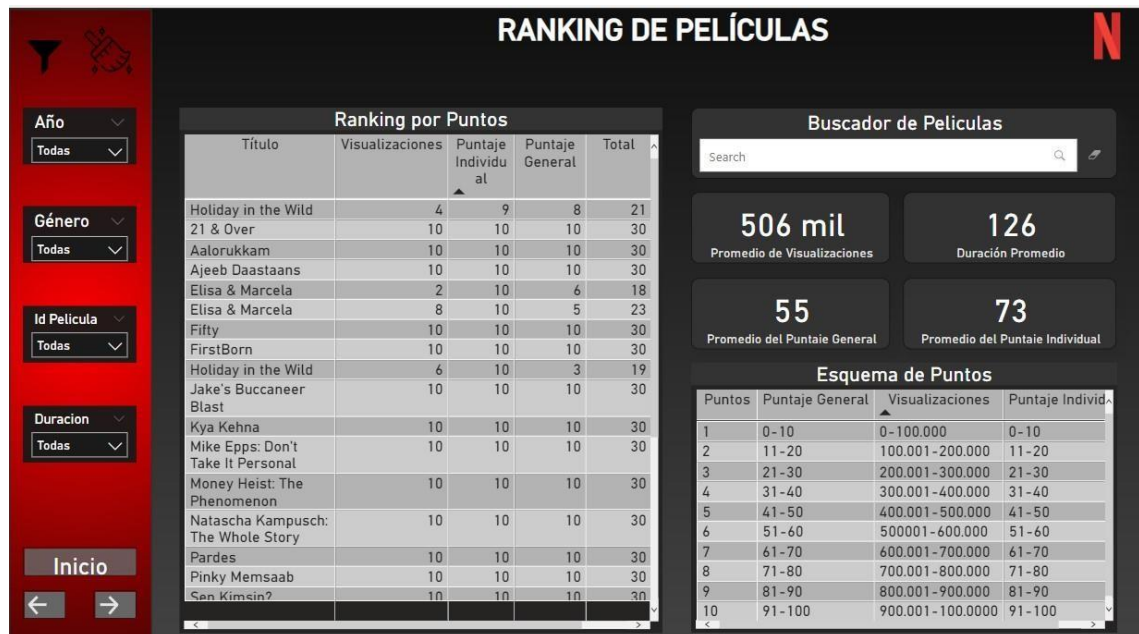 RANKING DE PELÍCULAS
N
Año
Todas
Género
Todas
Id Pelicula
Todas
Duracion
Todas
Inicio
Ranking por Puntos
Título Visualizaciones Puntaje Individu al Puntaje General Total
Holiday in the Wild 4 9 8 21
21 & Over 10 10 10 30
Aalorukkam 10 10 10 30
Ajeeb Daastaans 10 10 10 30
Elisa & Marcela 2 10 6 18
Elisa & Marcela 8 10 5 23
Fifty 10 10 10 30
FirstBorn 10 10 10 30
Holiday in the Wild 6 10 3 19
Jake's Buccaneer 10 10 10 30
Blast
Kya Kehna 10 10 10 30
Mike Epps: Don't 10 10 10 30
Take It Personal
Money Heist: The 10 10 10 30
Phenomenon
Natascha Kampusch: 10 10 10 30
The Whole Story
Pardes 10 10 10 30
Pinky Memsaab 10 10 10 30
Sen Kimsin? 10 10 10 30
Buscador de Peliculas
Search
506 mil
Promedio de Visualizaciones
126
Duración Promedio
55
Promedio del Puntaje General
73
Promedio del Puntaje Individual
Esquema de Puntos
Puntos Puntaje General Visualizaciones Puntaje Individ
1 0-10 0-100.000 0-10
2 11-20 100.001-200.000 11-20
3 21-30 200.001-300.000 21-30
4 31-40 300.001-400.000 31-40
5 41-50 400.001-500.000 41-50
6 51-60 500001-600.000 51-60
7 61-70 600.001-700.000 61-70
8 71-80 700.001-800.000 71-80
9 81-90 800.001-900.000 81-90
10 91-100 900.001-100.0000 91-100